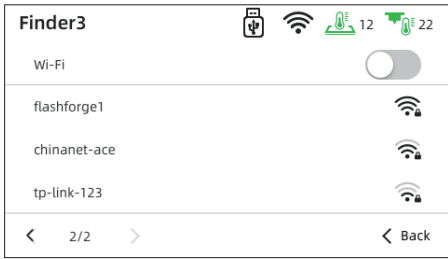 Finder3 12 22
Wi-Fi
flashforge1
chinanet-ace
tp-link-123
2/2 Back